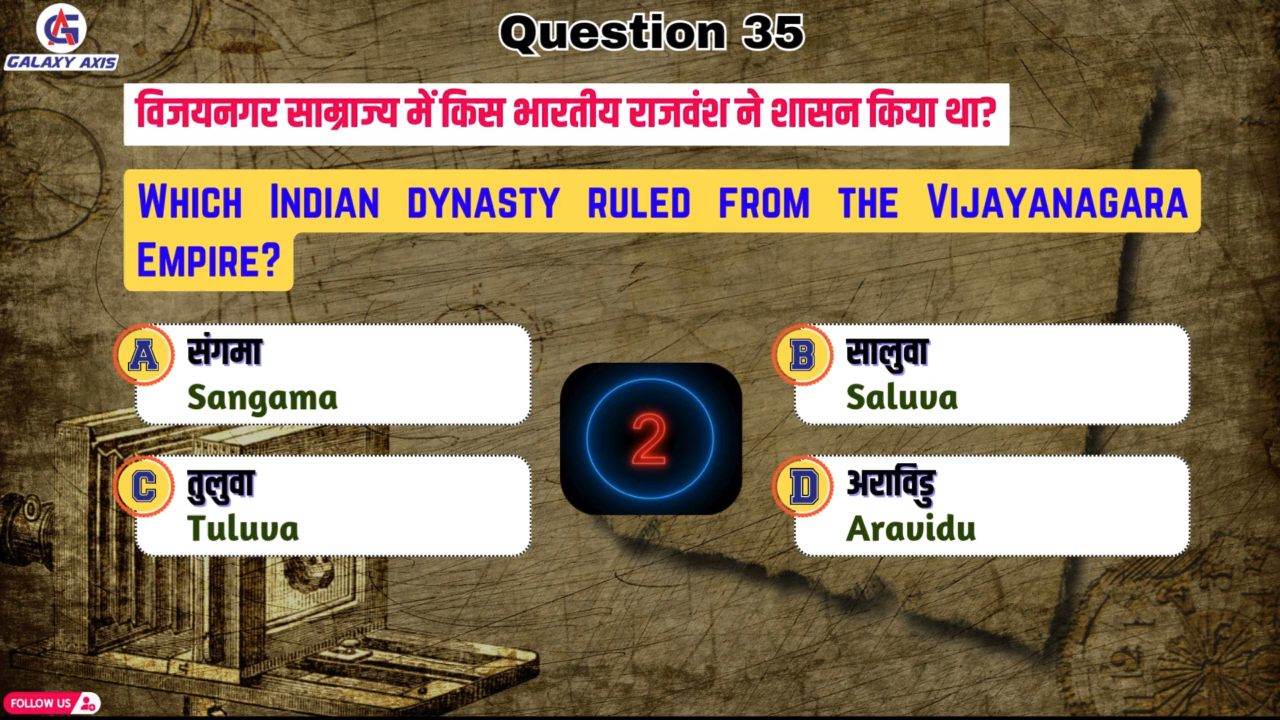 Question 35
GALAXY AXIS
विजयनगर साम्राज्य में किस भारतीय राजवंश ने शासन किया था?
Which Indian dynasty ruled from the Vijayanagara
Empire?
A संगमा
Sangama
B सालुवा
Saluva
2
C तुलुवा
Tuluva
D अराविडु
Aravidu
FOLLOW US